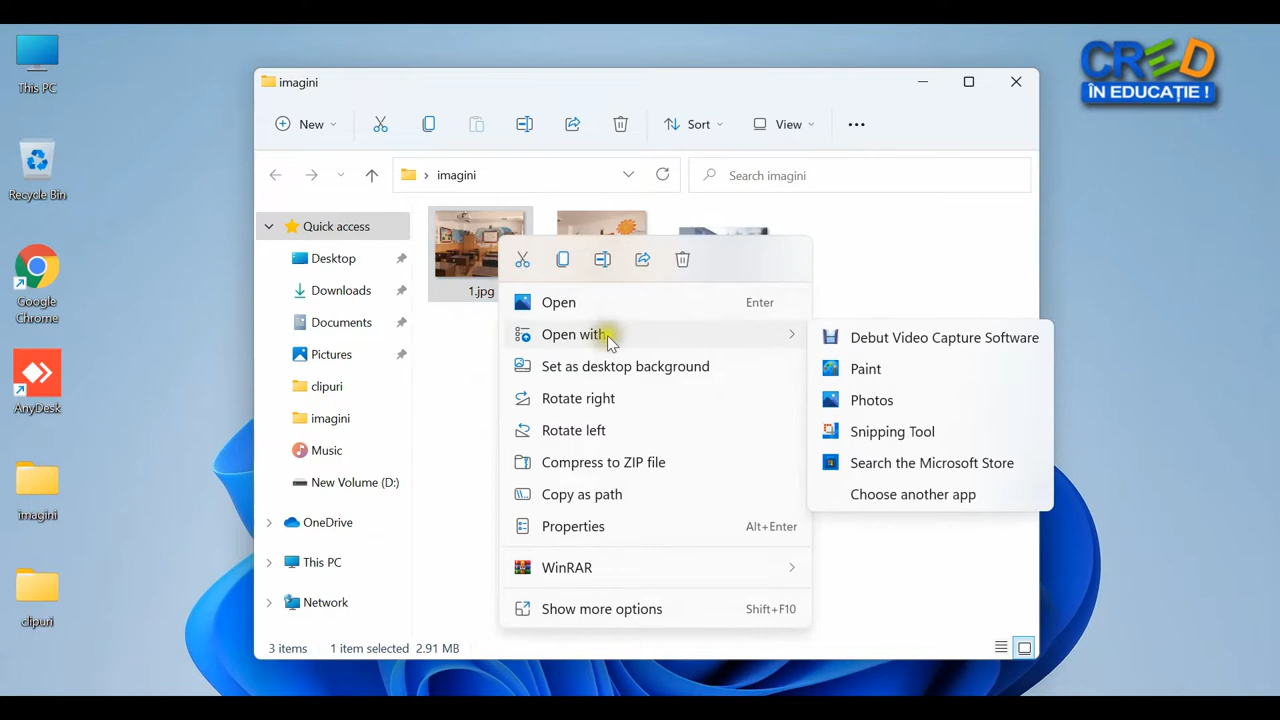 CRED
ÎN EDUCAȚIE !
This PC
Recycle Bin
Google
Chrome
AnyDesk
imagini
clipuri
imagini
New
Sort
View
imagini
Search imagini
Quick access
Desktop
Downloads
Documents
Pictures
clipuri
imagini
Music
New Volume (D:)
OneDrive
This PC
Network
1.jpg
Open Enter
Open with
Set as desktop background
Rotate right
Rotate left
Compress to ZIP file
Copy as path
Properties Alt+Enter
WinRAR
Show more options Shift+F10
Debut Video Capture Software
Paint
Photos
Snipping Tool
Search the Microsoft Store
Choose another app
3 items 1 item selected 2.91 MB